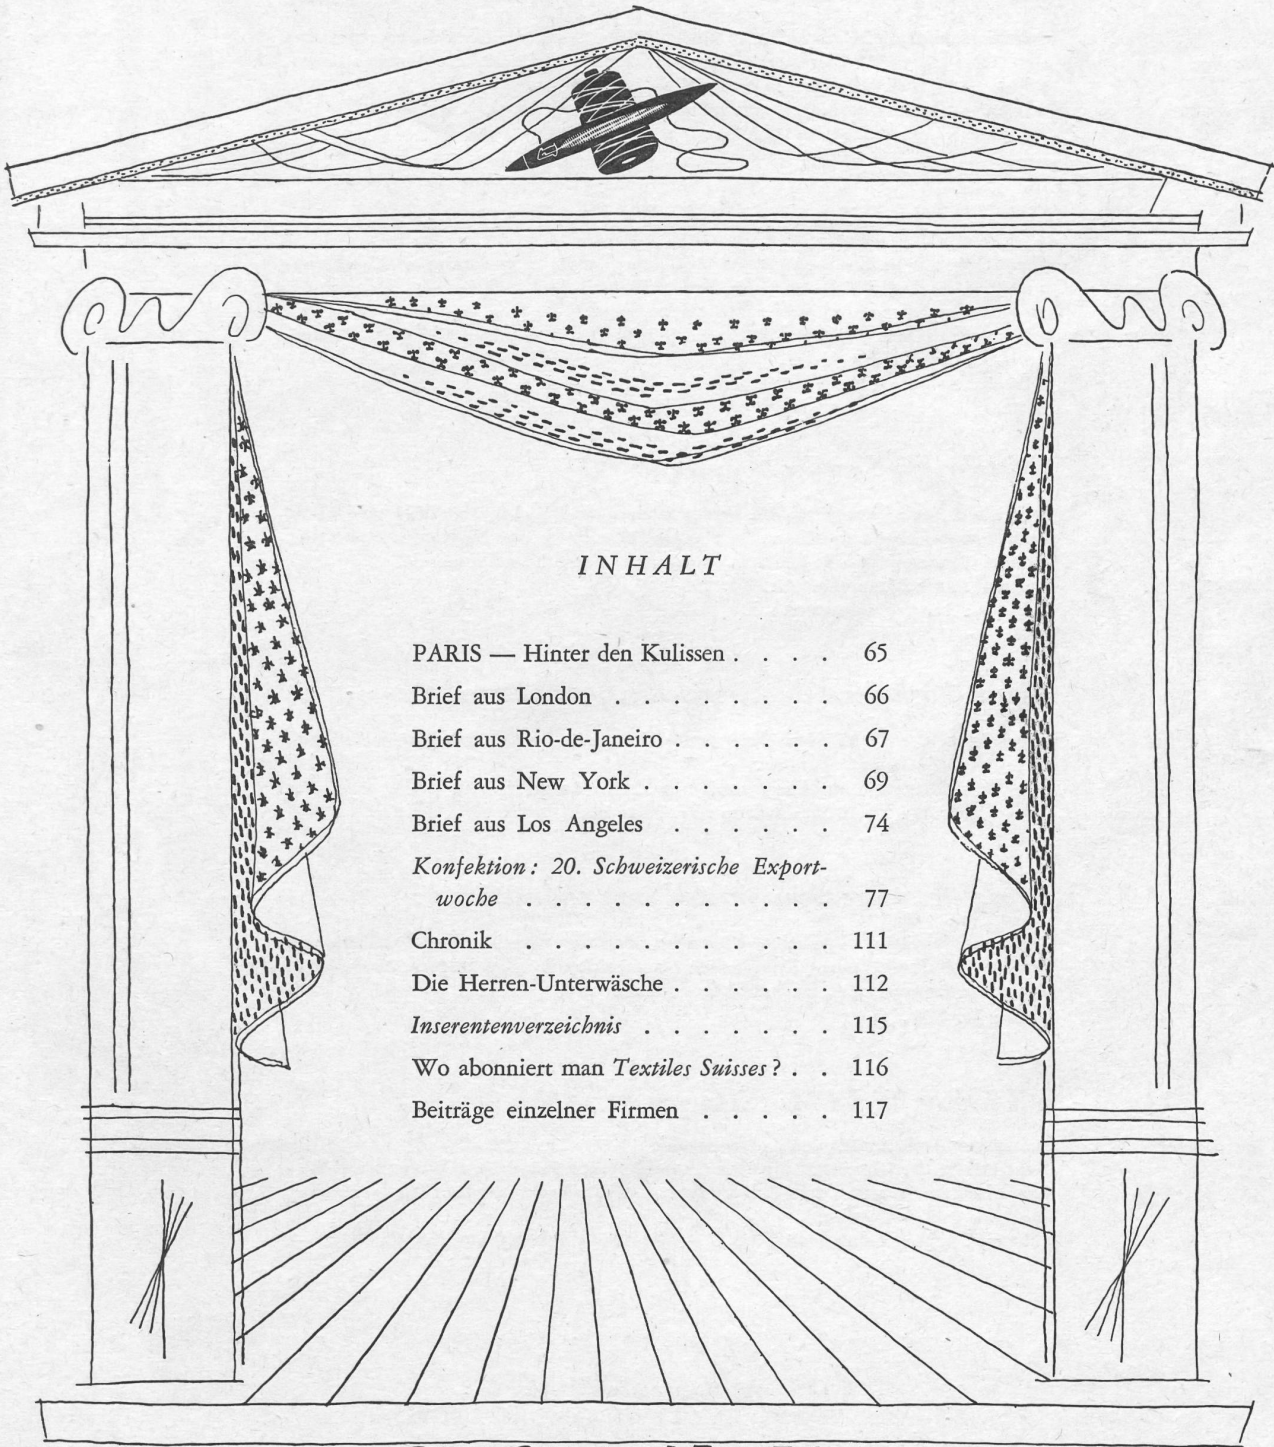 INHALT
PARIS — Hinter den Kulissen . . . . 65
Brief aus London . . . . . . . . 66
Brief aus Rio-de-Janeiro . . . . . . 67
Brief aus New York . . . . . . . 69
Brief aus Los Angeles . . . . . . 74
Konfektion : 20. Schweizerische Export-
woche . . . . . . . . . . . 77
Chronik . . . . . . . . . . . 111
Die Herren-Unterwäsche . . . . . . 112
Inserentenverzeichnis . . . . . . . 115
Wo abonniert man Textiles Suisses ? . . 116
Beiträge einzelner Firmen . . . . . 117